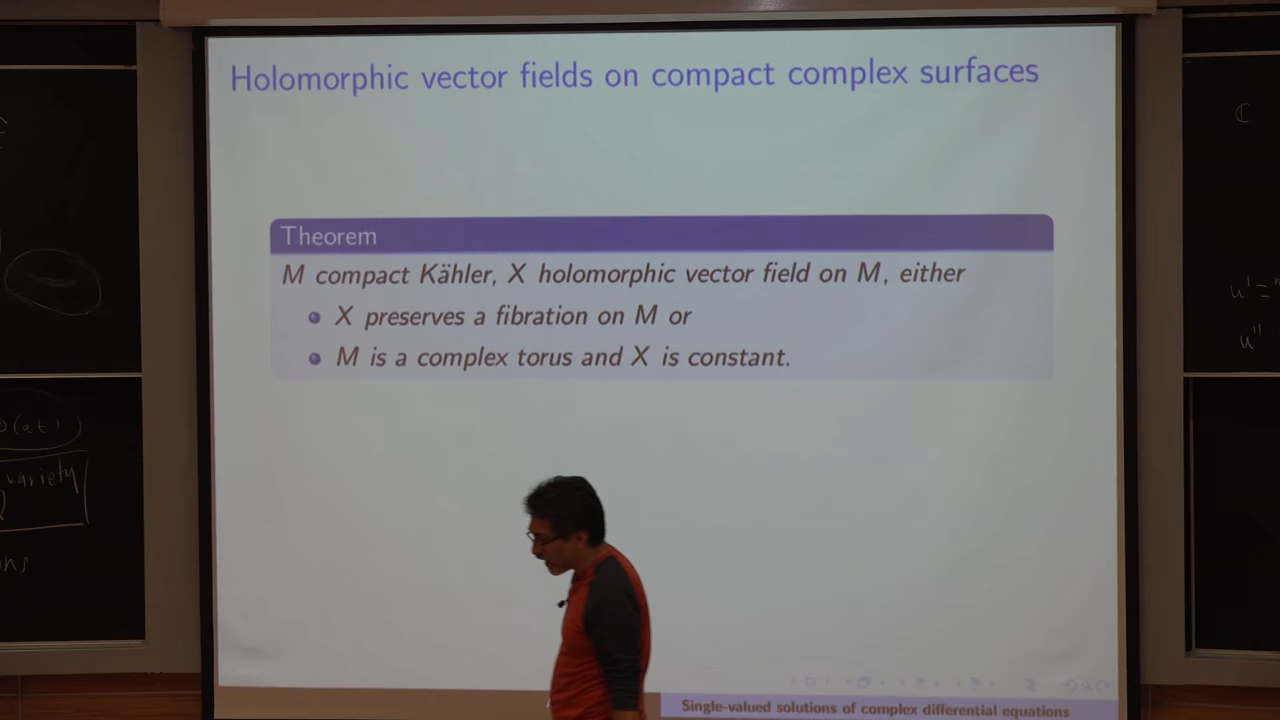 Holomorphic vector fields on compact complex surfaces
Theorem
M compact Kähler, X holomorphic vector field on M, either
X preserves a fibration on M or
M is a complex torus and X is constant.
Single-valued solutions of complex differential equations
variety
ℂ
u' =
u''